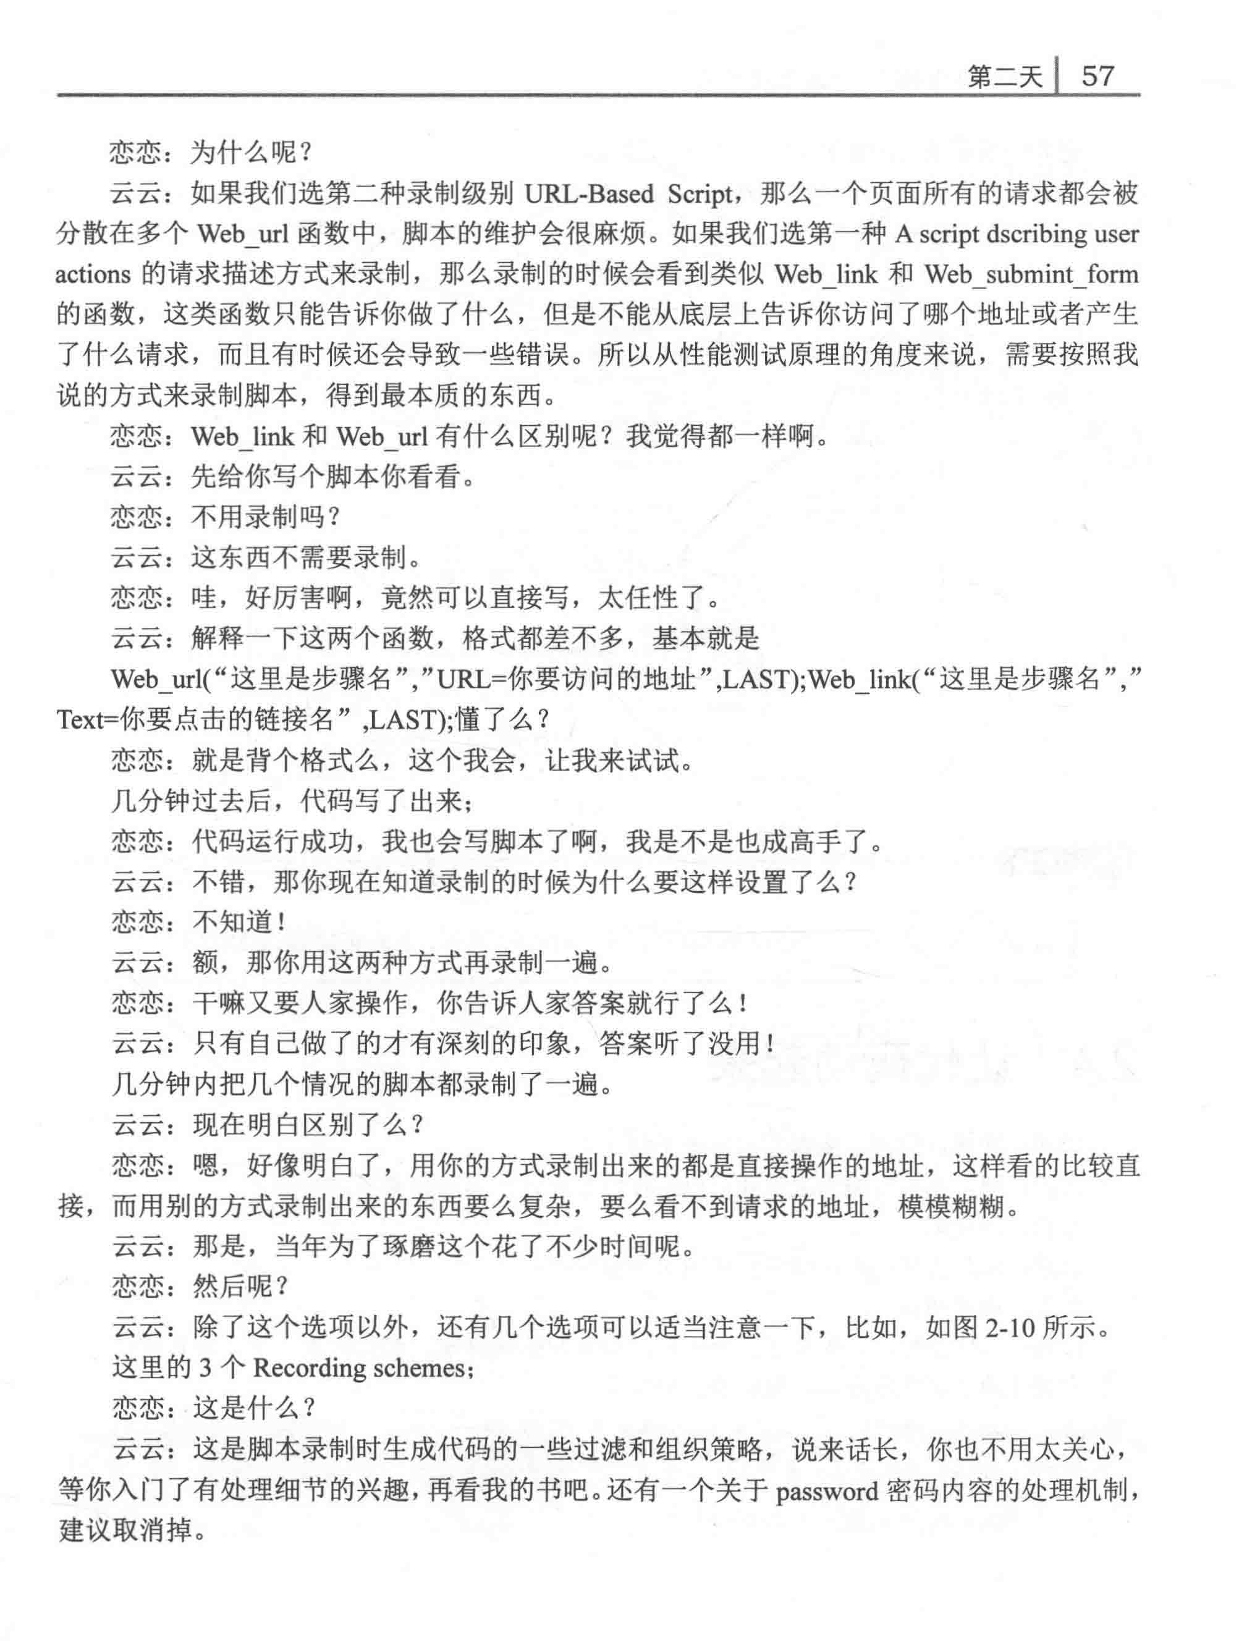 第二天 57
恋恋：为什么呢？
云云：如果我们选第二种录制级别 URL-Based Script，那么一个页面所有的请求都会被
分散在多个 Web_url 函数中，脚本的维护会很麻烦。如果我们选第一种 A script dscribing user
actions 的请求描述方式来录制，那么录制的时候会看到类似 Web_link 和 Web_submint_form
的函数，这类函数只能告诉你做了什么，但是不能从底层上告诉你访问了哪个地址或者产生
了什么请求，而且有时候还会导致一些错误。所以从性能测试原理的角度来说，需要按照我
说的方式来录制脚本，得到最本质的东西。
恋恋：Web_link 和 Web_url 有什么区别呢？我觉得都一样啊。
云云：先给你写个脚本你看看。
恋恋：不用录制吗？
云云：这东西不需要录制。
恋恋：哇，好厉害啊，竟然可以直接写，太任性了。
云云：解释一下这两个函数，格式都差不多，基本就是
Web_url(“这里是步骤名”,”URL=你要访问的地址”,LAST);Web_link(“这里是步骤名”,”
Text=你要点击的链接名” ,LAST);懂了么？
恋恋：就是背个格式么，这个我会，让我来试试。
几分钟过去后，代码写了出来；
恋恋：代码运行成功，我也会写脚本了啊，我是不是也成高手了。
云云：不错，那你现在知道录制的时候为什么要这样设置了么？
恋恋：不知道！
云云：额，那你用这两种方式再录制一遍。
恋恋：干嘛又要人家操作，你告诉人家答案就行了么！
云云：只有自己做了的才有深刻的印象，答案听了没用！
几分钟内把几个情况的脚本都录制了一遍。
云云：现在明白区别了么？
恋恋：嗯，好像明白了，用你的方式录制出来的都是直接操作的地址，这样看的比较直
接，而用别的方式录制出来的东西要么复杂，要么看不到请求的地址，模模糊糊。
云云：那是，当年为了琢磨这个花了不少时间呢。
恋恋：然后呢？
云云：除了这个选项以外，还有几个选项可以适当注意一下，比如，如图 2-10 所示。
这里的 3 个 Recording schemes；
恋恋：这是什么？
云云：这是脚本录制时生成代码的一些过滤和组织策略，说来话长，你也不用太关心，
等你入门了有处理细节的兴趣，再看我的书吧。还有一个关于 password 密码内容的处理机制，
建议取消掉。